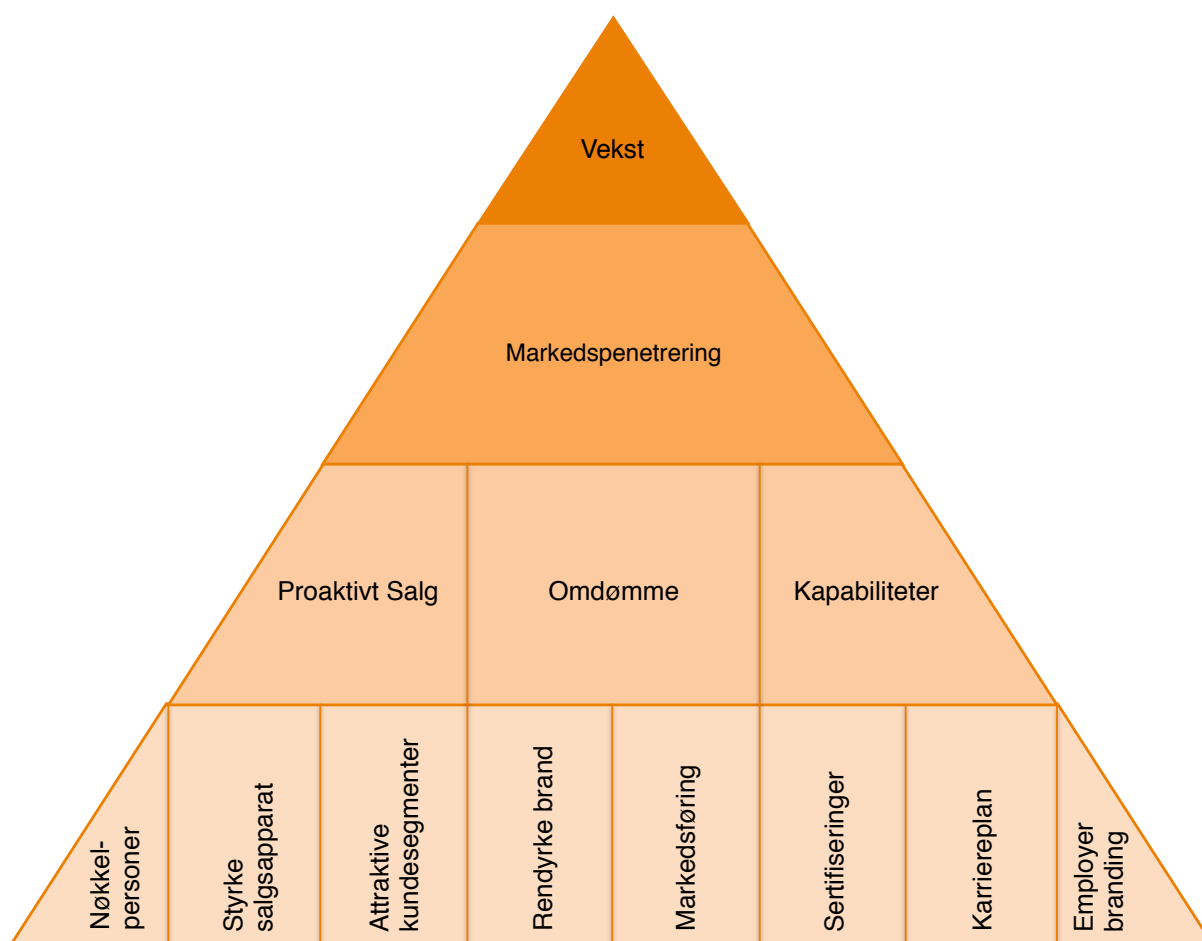 Vekst
Markedspenetrering
Proaktivt Salg
Omdømme
Kapabiliteter
Nøkkel-
personer
Styrke
salgsapparat
Attraktive
kundesegmenter
Rendyrke brand
Markedsføring
Sertifiseringer
Karriereplan
Employer
branding